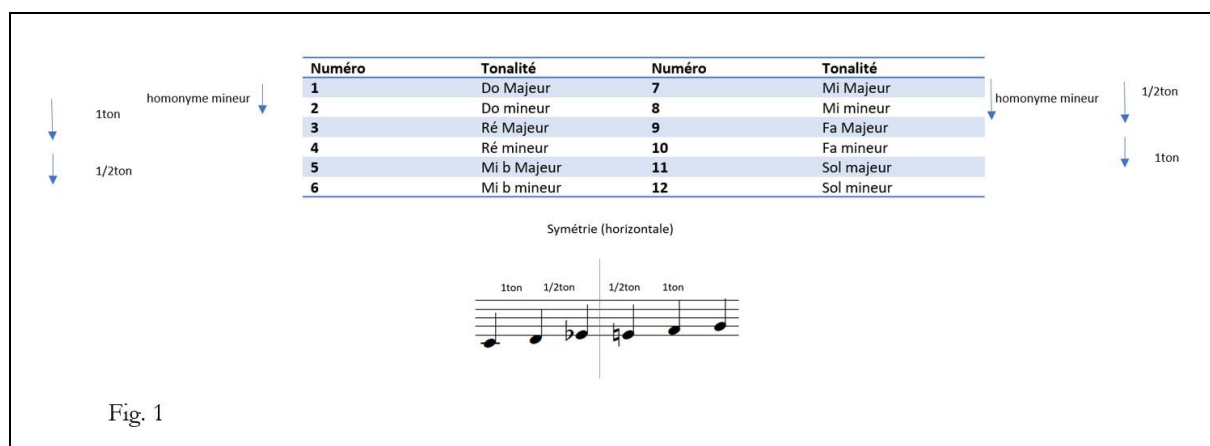 Numéro Tonalité Numéro Tonalité
1 Do Majeur 7 Mi Majeur
2 Do mineur 8 Mi mineur
3 Ré Majeur 9 Fa Majeur
4 Ré mineur 10 Fa mineur
5 Mi b Majeur 11 Sol majeur
6 Mi b mineur 12 Sol mineur
homonyme mineur
1ton
1/2ton
homonyme mineur
1/2ton
1ton
Symétrie (horizontale)
1ton 1/2ton 1/2ton 1ton
Fig. 1